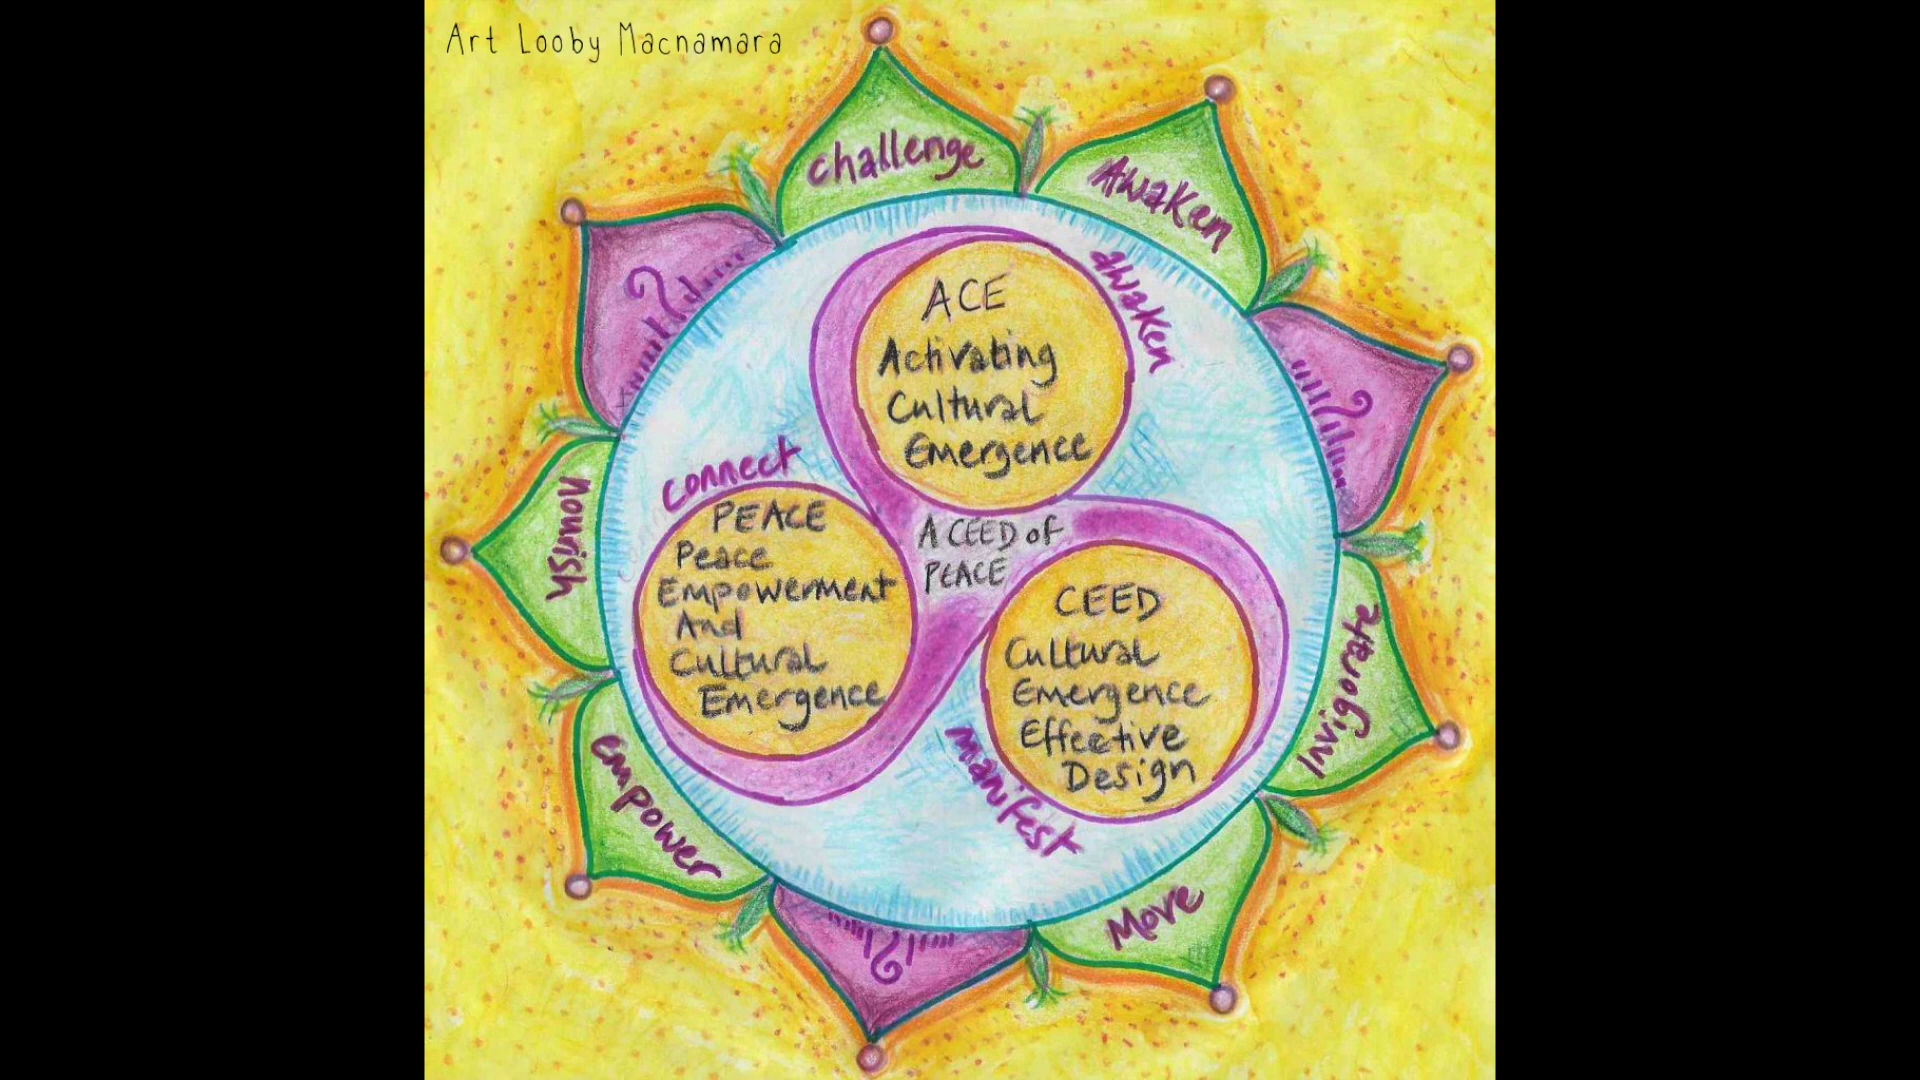 Art Looby Macnamara
challenge
Awaken
awaken
ACE
Activating
Cultural
Emergence
connect
PEACE
Peace
Empowerment
And
Cultural
Emergence
A CEED of
PEACE
CEED
Cultural
Emergence
Effective
Design
manifest
nourish
empower
Invigorate
Move